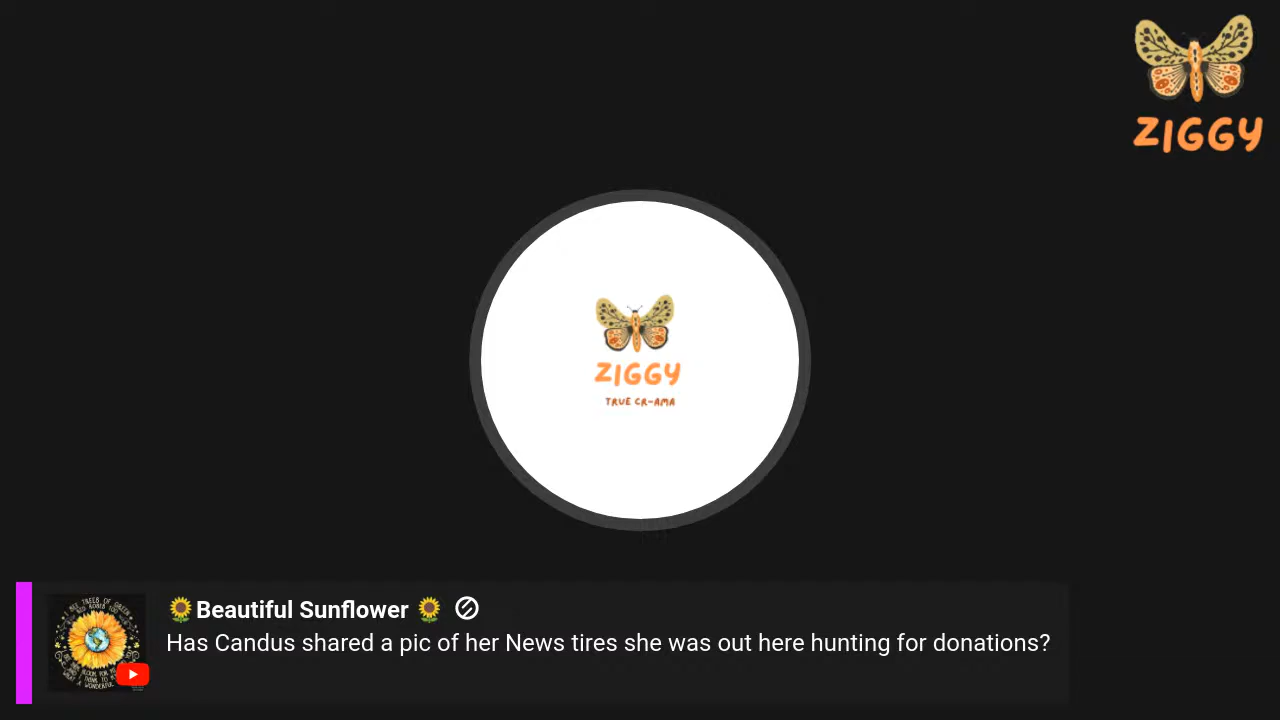 ZIGGY
ZIGGY
TRUE CR-AMA
🌻Beautiful Sunflower 🌻
Has Candus shared a pic of her News tires she was out here hunting for donations?